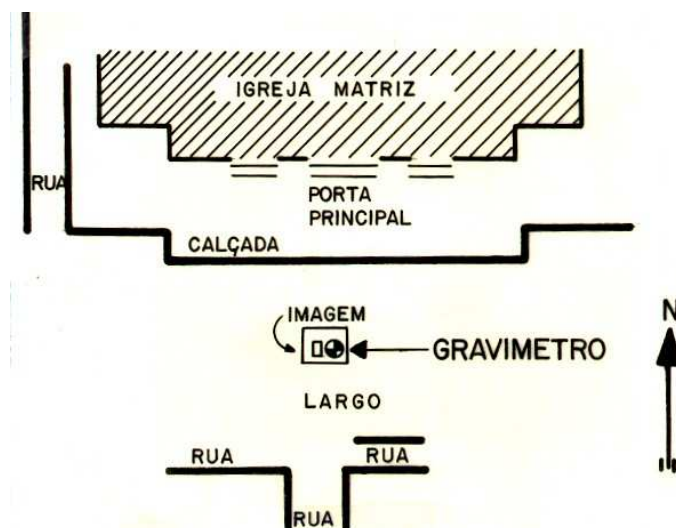 IGREJA MATRIZ
RUA
PORTA
PRINCIPAL
CALÇADA
IMAGEM
N
GRAVIMETRO
LARGO
RUA
RUA
RUA